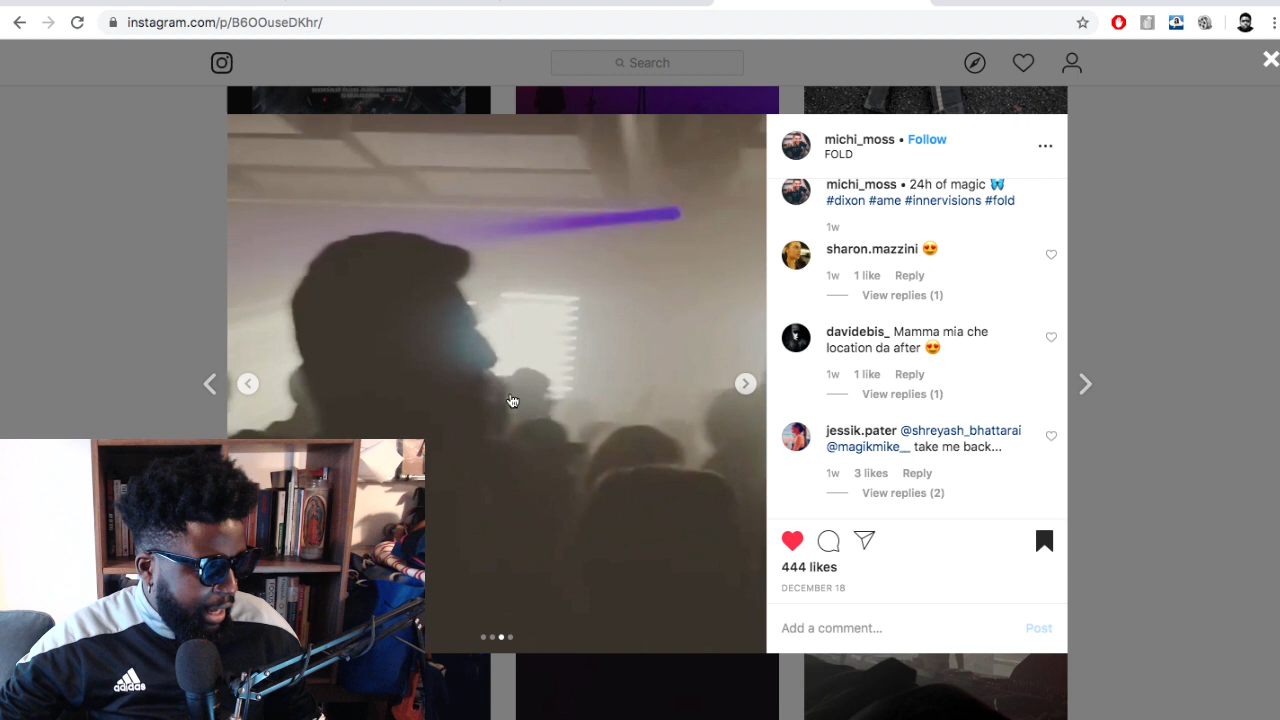 instagram.com/p/B6OOuseDKhr/
Search
michi_moss • Follow
FOLD
michi_moss • 24h of magic 🦋
#dixon #ame #innervisions #fold
1w
sharon.mazzini 😍
1w 1 like Reply
View replies (1)
davidebis_ Mamma mia che
location da after 😍
1w 1 like Reply
View replies (1)
jessik.pater @shreyash_bhattarai
@magikmike__ take me back...
1w 3 likes Reply
View replies (2)
444 likes
DECEMBER 18
Add a comment... Post
adidas